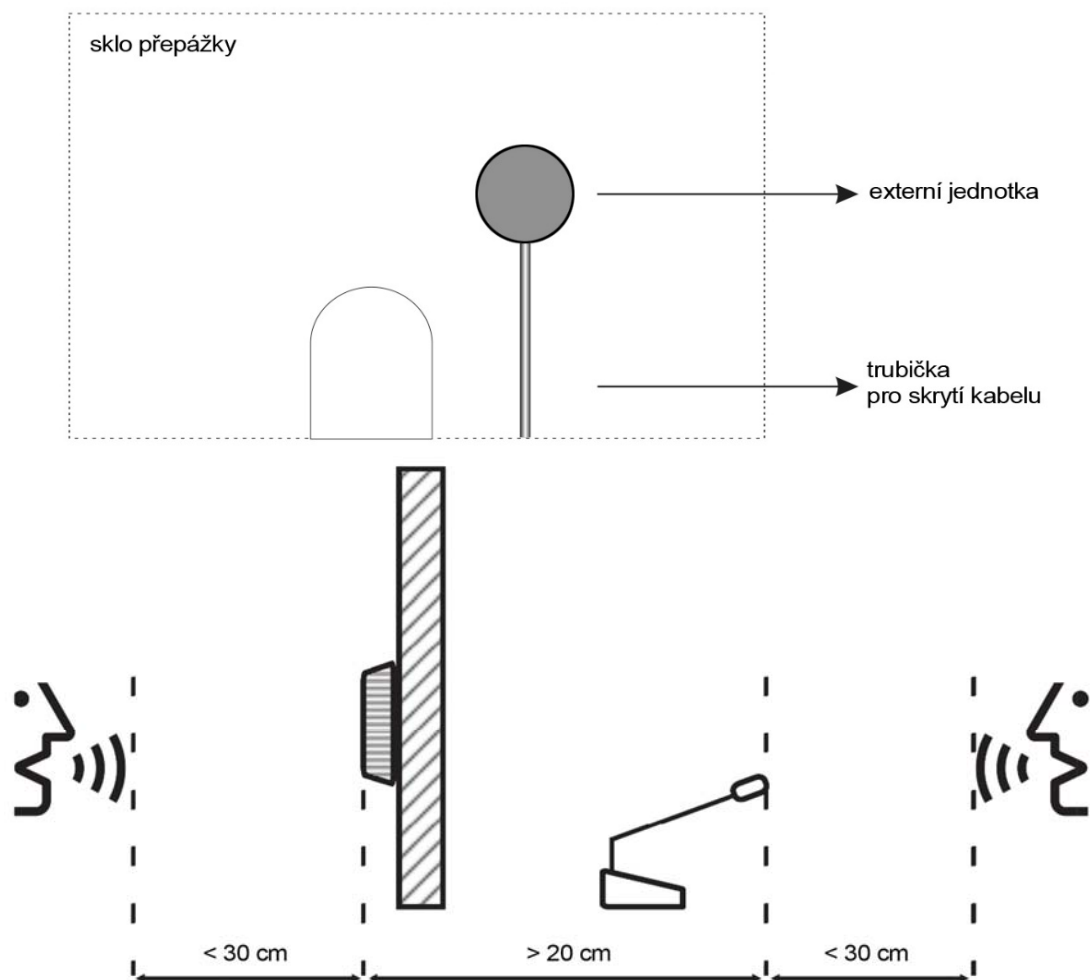 sklo přepážky
externí jednotka
trubička
pro skrytí kabelu
< 30 cm
> 20 cm
< 30 cm